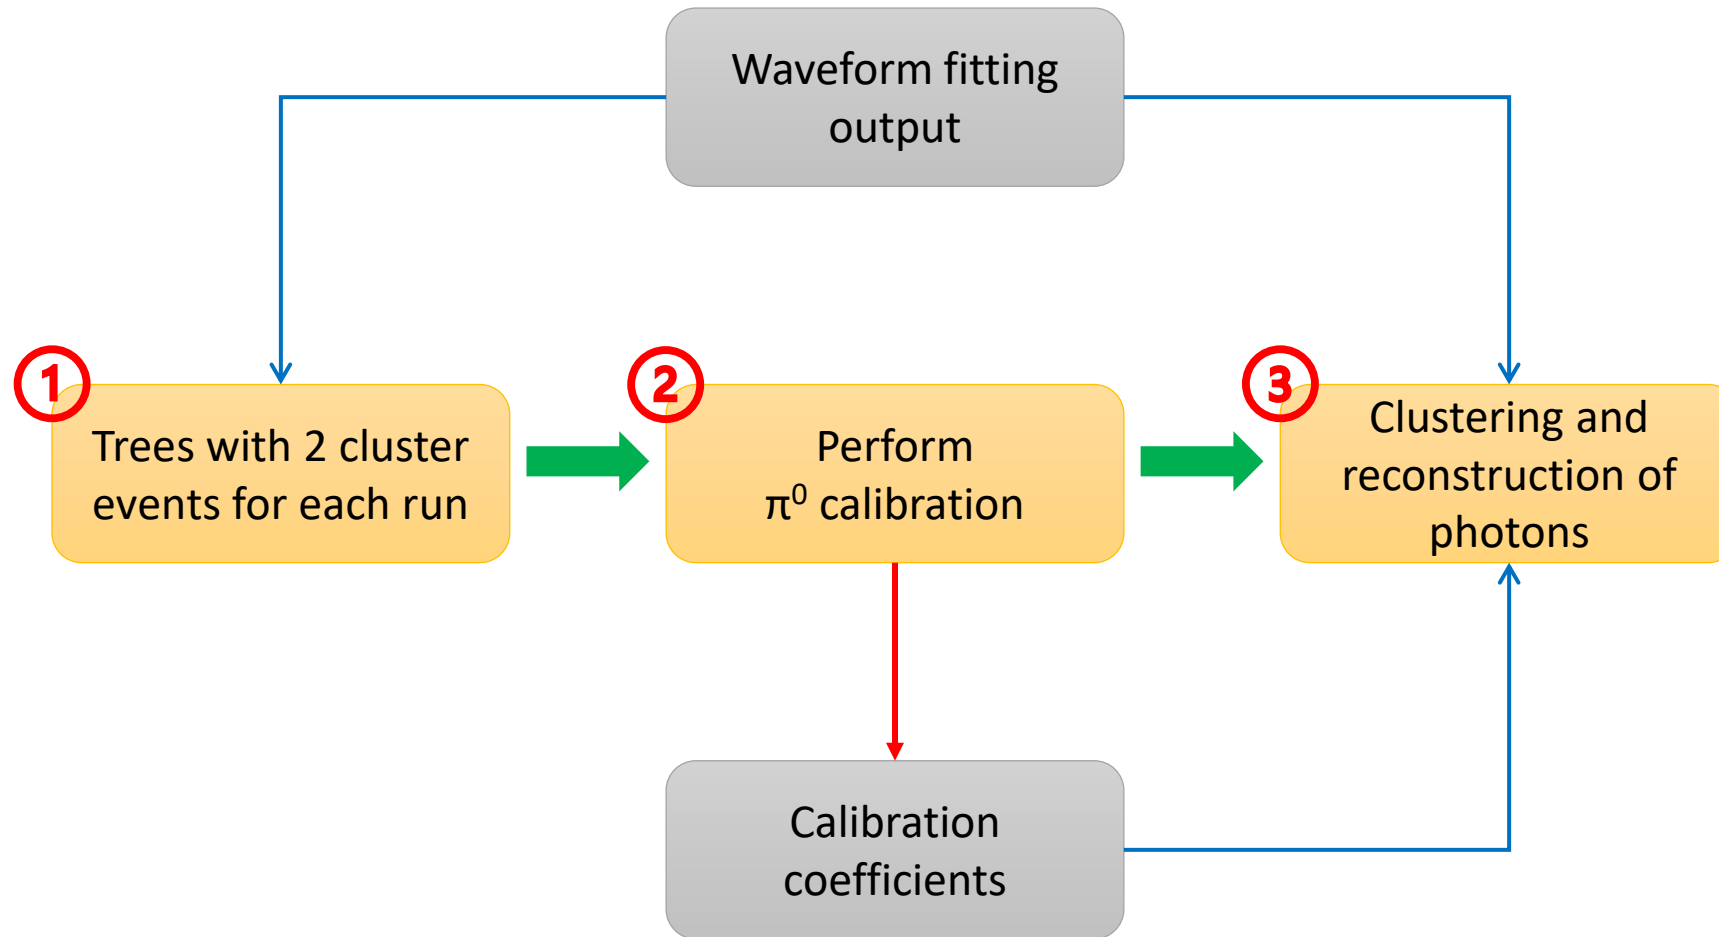 Waveform fitting
output
1
Trees with 2 cluster
events for each run
2
Perform
π⁰ calibration
3
Clustering and
reconstruction of
photons
Calibration
coefficients